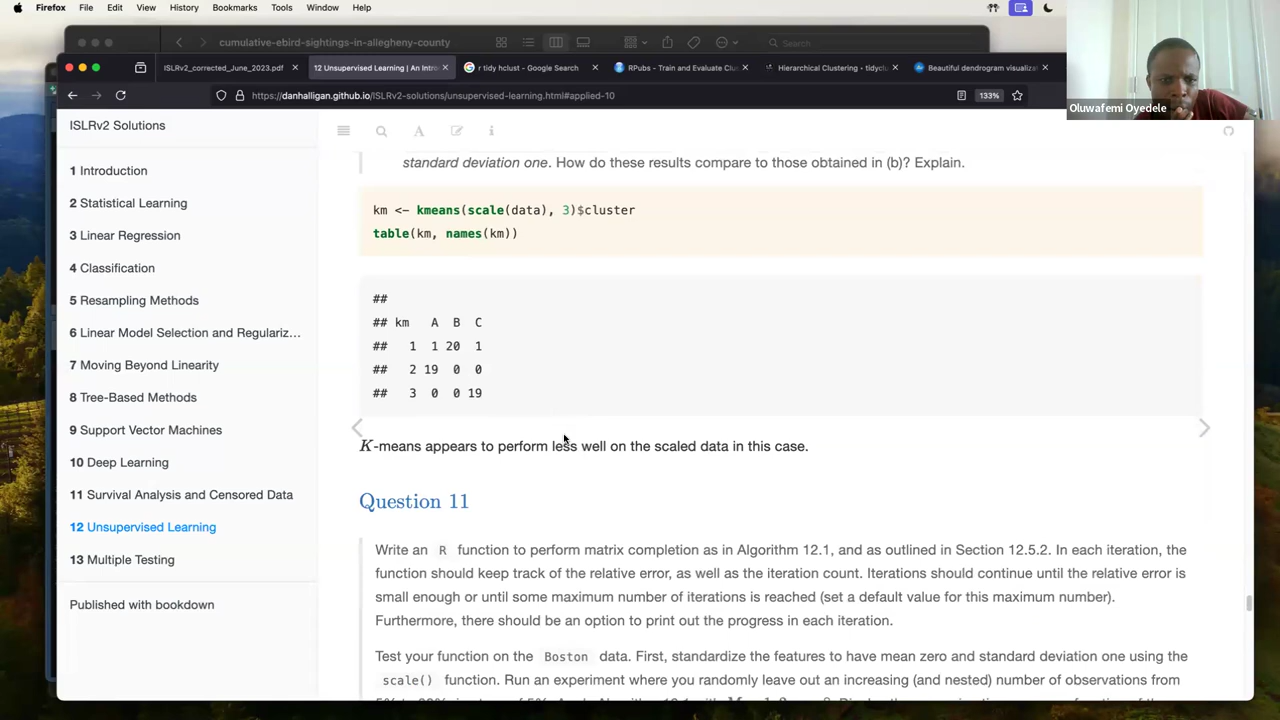 Firefox File Edit View History Bookmarks Tools Window Help
cumulative-ebird-sightings-in-allegheny-county
Search
ISLRv2_corrected_June_2023.pdf
12 Unsupervised Learning | An Intro
r tidy hclust - Google Search
RPubs - Train and Evaluate Clu
Hierarchical Clustering • tidycl
Beautiful dendrogram visualiza
https://danhalligan.github.io/ISLRv2-solutions/unsupervised-learning.html#applied-10
133%
Oluwafemi Oyedele
ISLRv2 Solutions
1 Introduction
2 Statistical Learning
3 Linear Regression
4 Classification
5 Resampling Methods
6 Linear Model Selection and Regulariz…
7 Moving Beyond Linearity
8 Tree-Based Methods
9 Support Vector Machines
10 Deep Learning
11 Survival Analysis and Censored Data
12 Unsupervised Learning
13 Multiple Testing
Published with bookdown
standard deviation one. How do these results compare to those obtained in (b)? Explain.
km <- kmeans(scale(data), 3)$cluster
table(km, names(km))
##
## km A B C
## 1 1 20 1
## 2 19 0 0
## 3 0 0 19
K-means appears to perform less well on the scaled data in this case.
Question 11
Write an R function to perform matrix completion as in Algorithm 12.1, and as outlined in Section 12.5.2. In each iteration, the
function should keep track of the relative error, as well as the iteration count. Iterations should continue until the relative error is
small enough or until some maximum number of iterations is reached (set a default value for this maximum number).
Furthermore, there should be an option to print out the progress in each iteration.
Test your function on the Boston data. First, standardize the features to have mean zero and standard deviation one using the
scale() function. Run an experiment where you randomly leave out an increasing (and nested) number of observations from